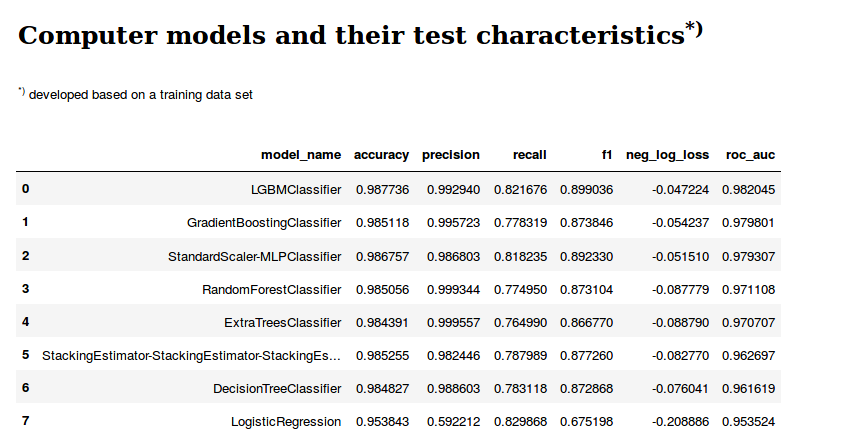 Computer models and their test characteristics*)
*) developed based on a training data set
model_name accuracy precision recall f1 neg_log_loss roc_auc
0 LGBMClassifier 0.987736 0.992940 0.821676 0.899036 -0.047224 0.982045
1 GradientBoostingClassifier 0.985118 0.995723 0.778319 0.873846 -0.054237 0.979801
2 StandardScaler-MLPClassifier 0.986757 0.986803 0.818235 0.892330 -0.051510 0.979307
3 RandomForestClassifier 0.985056 0.999344 0.774950 0.873104 -0.087779 0.971108
4 ExtraTreesClassifier 0.984391 0.999557 0.764990 0.866770 -0.088790 0.970707
5 StackingEstimator-StackingEstimator-StackingEs... 0.985255 0.982446 0.787989 0.877260 -0.082770 0.962697
6 DecisionTreeClassifier 0.984827 0.988603 0.783118 0.872868 -0.076041 0.961619
7 LogisticRegression 0.953843 0.592212 0.829868 0.675198 -0.208886 0.953524